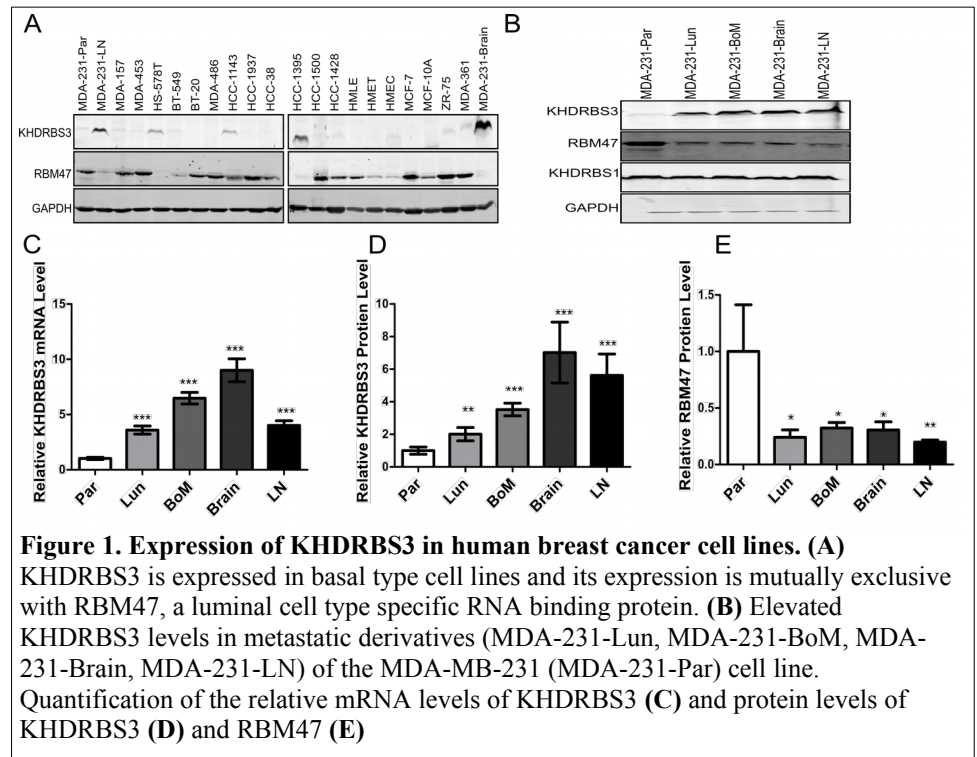 A
MDA-231-Par
MDA-231-LN
MDA-157
MDA-453
HS-578T
BT-549
BT-20
MDA-486
HCC-1143
HCC-1937
HCC-38
HCC-1395
HCC-1500
HCC-1428
HMLE
HMET
HMEC
MCF-7
MCF-10A
ZR-75
MDA-361
MDA-231-Brain
KHDRBS3
RBM47
GAPDH
B
MDA-231-Par
MDA-231-Lun
MDA-231-BoM
MDA-231-Brain
MDA-231-LN
KHDRBS3
RBM47
KHDRBS1
GAPDH
C
Relative KHDRBS3 mRNA Level
15
10
5
0
***
***
***
***
Par
Lun
BoM
Brain
LN
D
Relative KHDRBS3 Protien Level
10
8
6
4
2
0
**
***
***
***
Par
Lun
BoM
Brain
LN
E
Relative RBM47 Protien Level
1.5
1.0
0.5
0.0
*
*
*
**
Par
Lun
BoM
Brain
LN
Figure 1. Expression of KHDRBS3 in human breast cancer cell lines. (A)
KHDRBS3 is expressed in basal type cell lines and its expression is mutually exclusive
with RBM47, a luminal cell type specific RNA binding protein. (B) Elevated
KHDRBS3 levels in metastatic derivatives (MDA-231-Lun, MDA-231-BoM, MDA-
231-Brain, MDA-231-LN) of the MDA-MB-231 (MDA-231-Par) cell line.
Quantification of the relative mRNA levels of KHDRBS3 (C) and protein levels of
KHDRBS3 (D) and RBM47 (E)